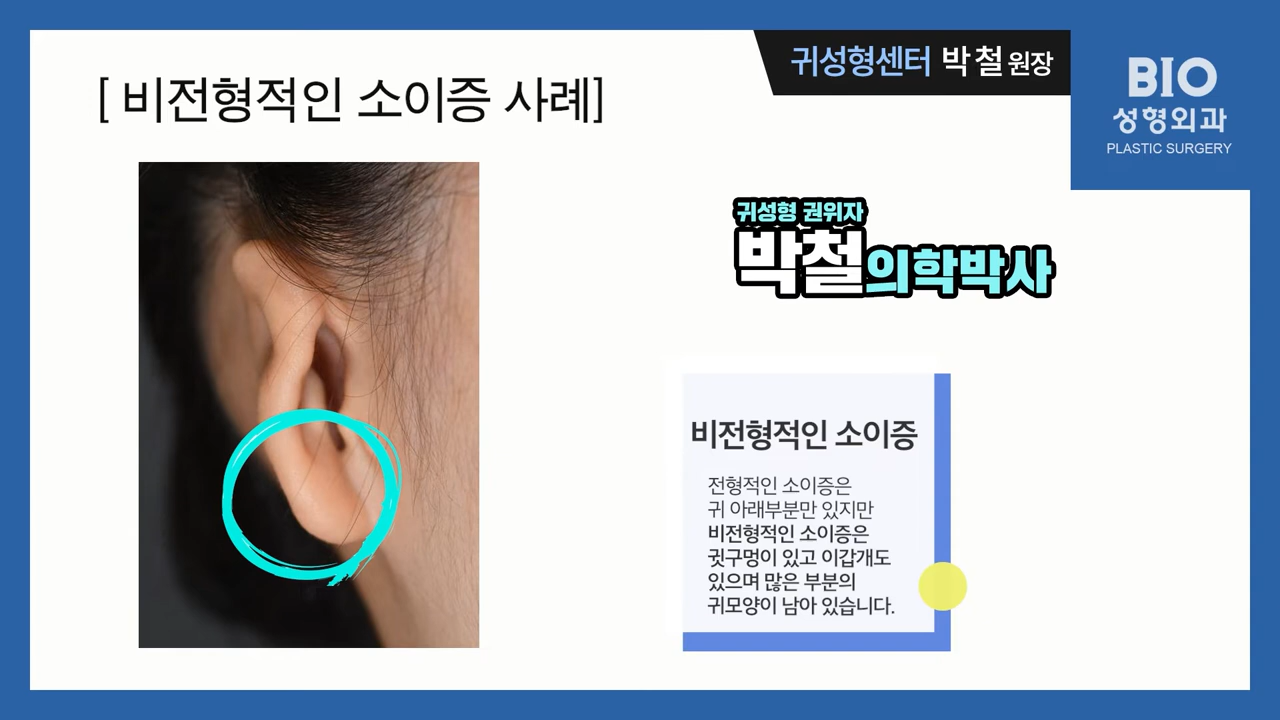 [ 비전형적인 소이증 사례]
귀성형센터 박 철 원장
BIO
성형외과
PLASTIC SURGERY
귀성형 권위자
박철의학박사
비전형적인 소이증
전형적인 소이증은
귀 아래부분만 있지만
비전형적인 소이증은
귓구멍이 있고 이갑개도
있으며 많은 부분의
귀모양이 남아 있습니다.